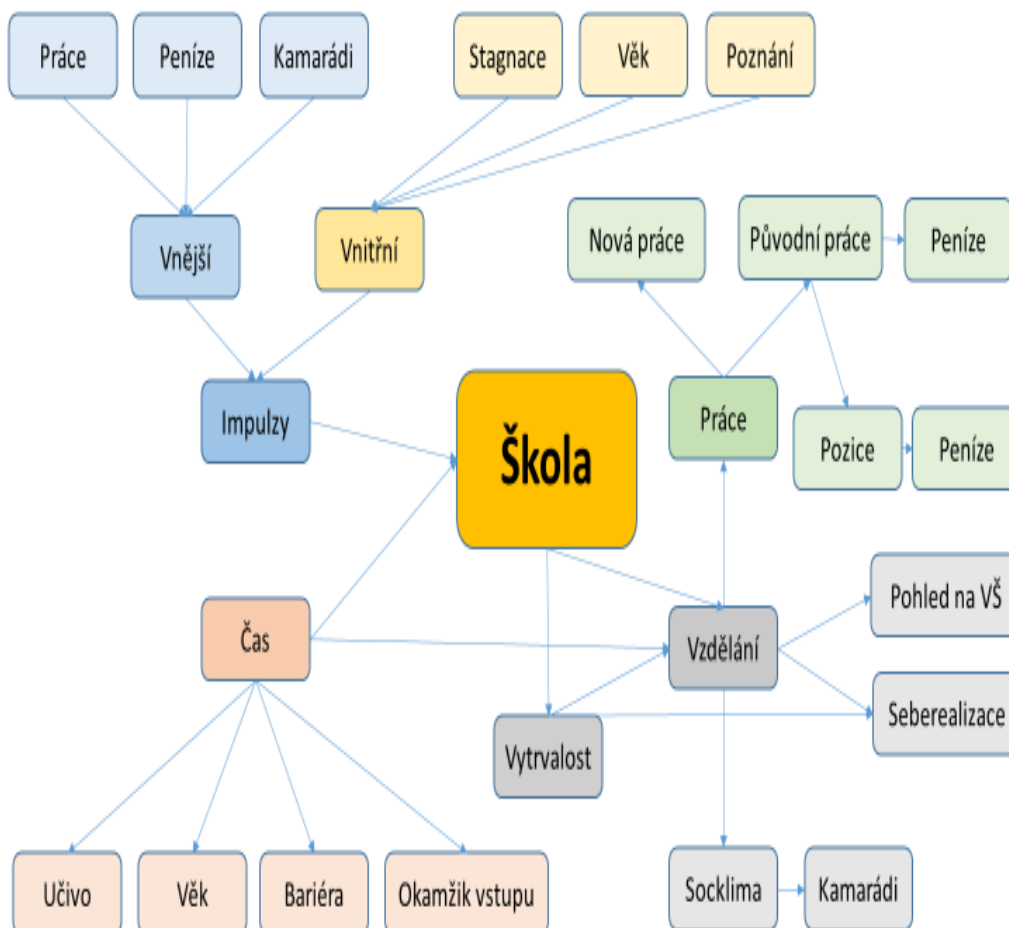 Práce
Peníze
Kamarádi
Stagnace
Věk
Poznání
Vnější
Vnitřní
Nová práce
Původní práce
Peníze
Impulzy
Škola
Práce
Pozice
Peníze
Čas
Vzdělání
Pohled na VŠ
Seberealizace
Vytrvalost
Učivo
Věk
Bariéra
Okamžik vstupu
Socklima
Kamarádi